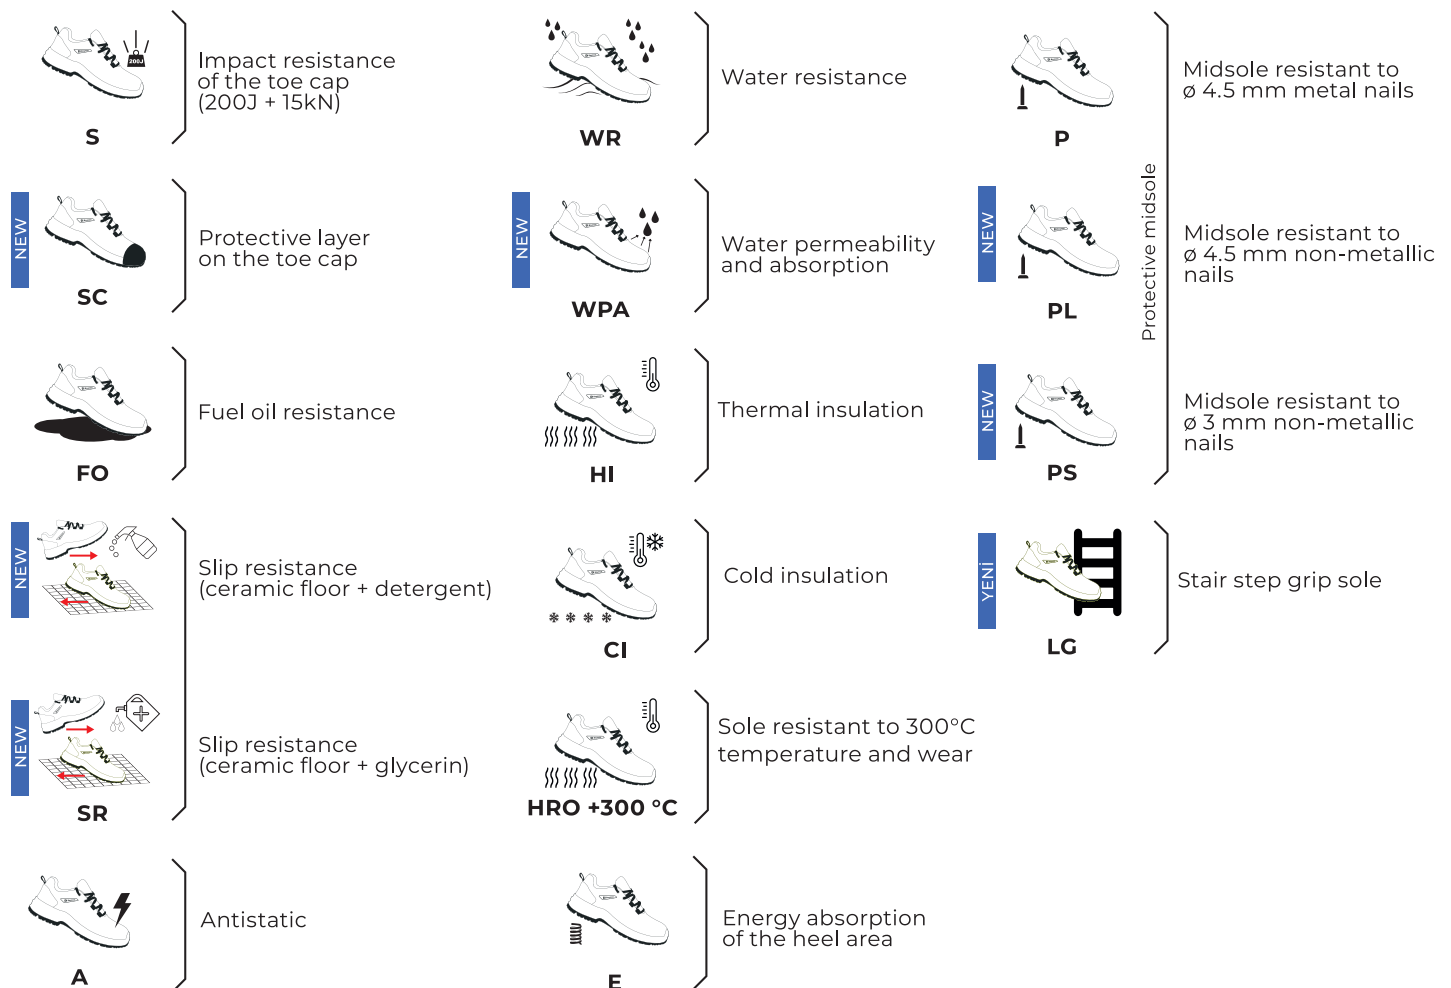 200J
S
Impact resistance
of the toe cap
(200J + 15kN)
NEW
SC
Protective layer
on the toe cap
FO
Fuel oil resistance
NEW
Slip resistance
(ceramic floor + detergent)
NEW
SR
Slip resistance
(ceramic floor + glycerin)
A
Antistatic
WR
Water resistance
NEW
WPA
Water permeability
and absorption
HI
Thermal insulation
CI
Cold insulation
HRO +300 °C
Sole resistant to 300°C
temperature and wear
E
Energy absorption
of the heel area
P
Midsole resistant to
ø 4.5 mm metal nails
Protective midsole
NEW
PL
Midsole resistant to
ø 4.5 mm non-metallic
nails
NEW
PS
Midsole resistant to
ø 3 mm non-metallic
nails
YENİ
LG
Stair step grip sole